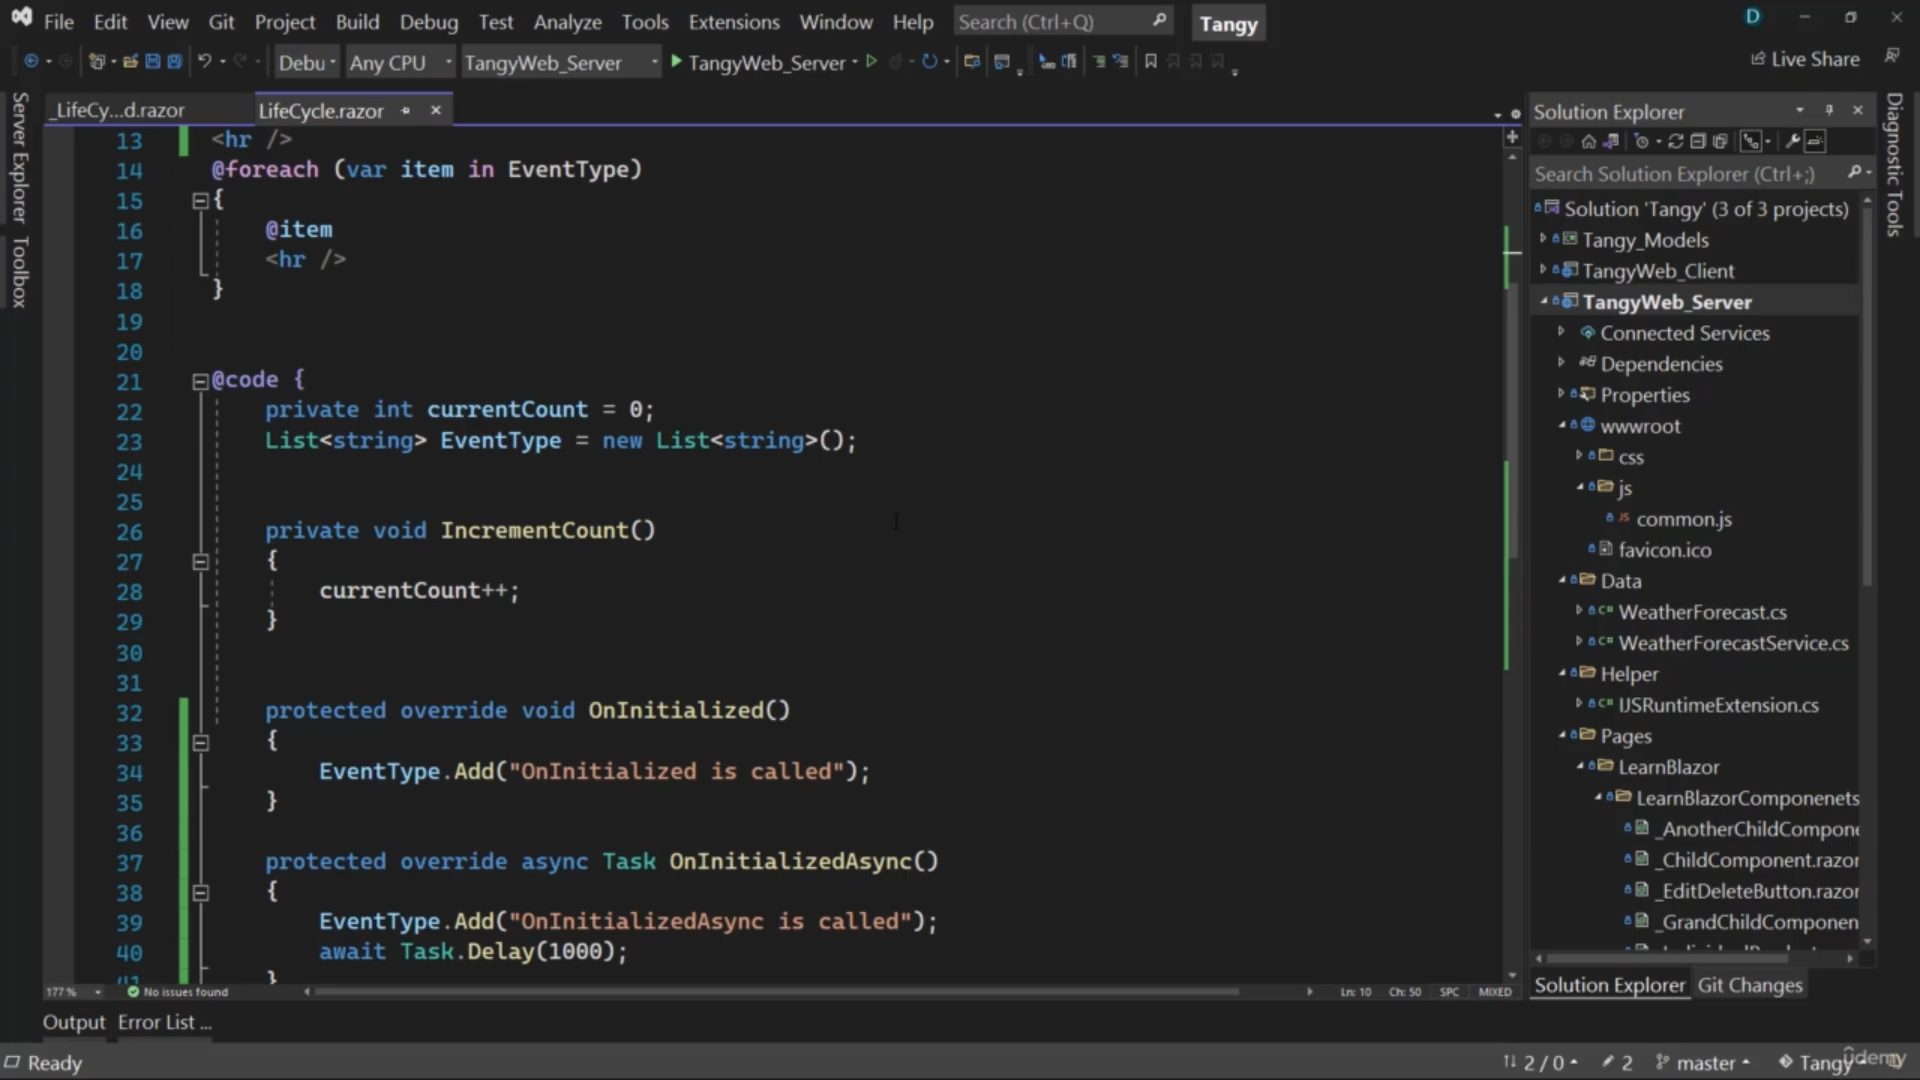 File Edit View Git Project Build Debug Test Analyze Tools Extensions Window Help Search (Ctrl+Q) Tangy D
Debu Any CPU TangyWeb_Server TangyWeb_Server Live Share
Server Explorer
Toolbox
_LifeCy...d.razor LifeCycle.razor
13 <hr />
14 @foreach (var item in EventType)
15 {
16 @item
17 <hr />
18 }
19
20
21 @code {
22 private int currentCount = 0;
23 List<string> EventType = new List<string>();
24
25
26 private void IncrementCount()
27 {
28 currentCount++;
29 }
30
31
32 protected override void OnInitialized()
33 {
34 EventType.Add("OnInitialized is called");
35 }
36
37 protected override async Task OnInitializedAsync()
38 {
39 EventType.Add("OnInitializedAsync is called");
40 await Task.Delay(1000);
41 }
177 % No issues found Ln: 10 Ch: 50 SPC MIXED
Output Error List ...
Ready
Solution Explorer
Search Solution Explorer (Ctrl+;)
Solution 'Tangy' (3 of 3 projects)
Tangy_Models
TangyWeb_Client
TangyWeb_Server
Connected Services
Dependencies
Properties
wwwroot
css
js
JS common.js
favicon.ico
Data
C# WeatherForecast.cs
C# WeatherForecastService.cs
Helper
C# IJSRuntimeExtension.cs
Pages
LearnBlazor
LearnBlazorComponenets
_AnotherChildCompone
_ChildComponent.razor
_EditDeleteButton.razor
_GrandChildComponen
Solution Explorer Git Changes
Diagnostic Tools
2 / 0 2 master Tangy
ûdemy